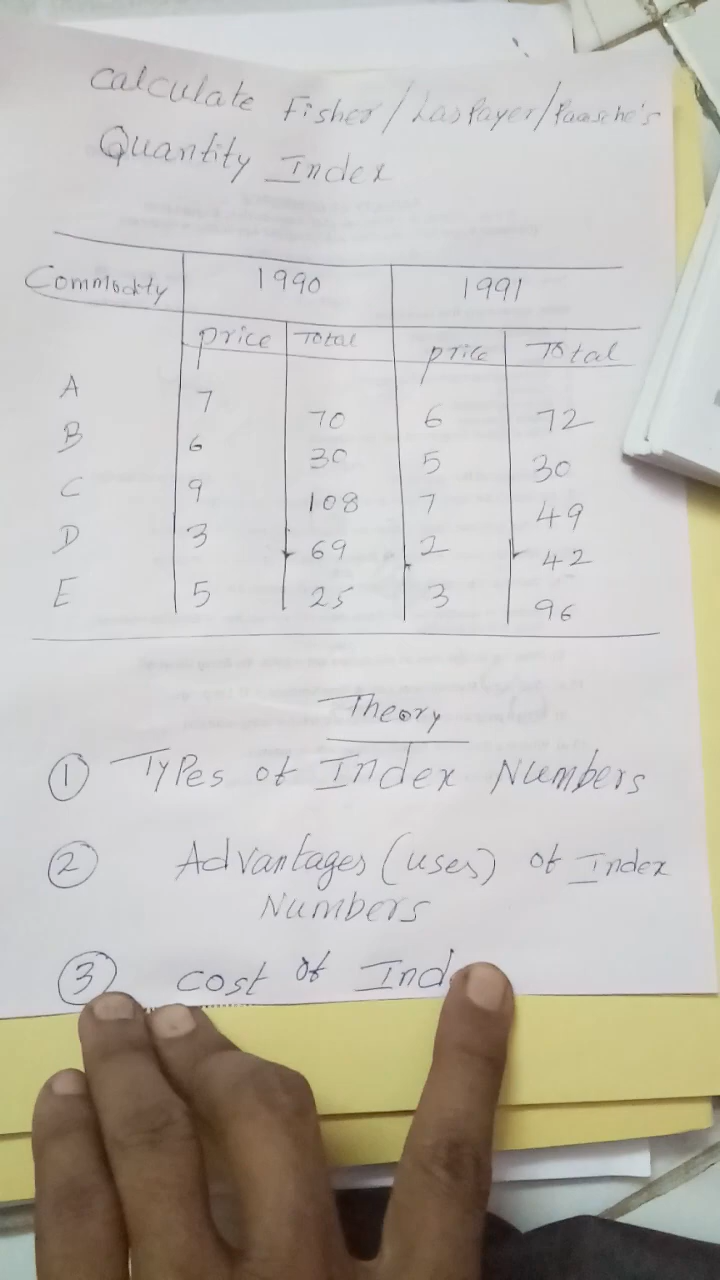 Calculate Fisher/Laspayer/Paasche's
Quantity Index
Commodity 1990 1991
price Total price Total
A 7 70 6 72
B 6 30 5 30
C 9 108 7 49
D 3 69 2 42
E 5 25 3 96
Theory
① Types of Index Numbers
② Advantages (uses) of Index
Numbers
③ cost of Ind